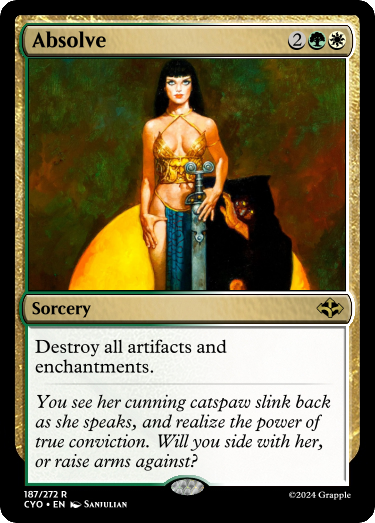 Absolve 2
Sorcery
Destroy all artifacts and
enchantments.
You see her cunning catspaw slink back
as she speaks, and realize the power of
true conviction. Will you side with her,
or raise arms against?
187/272 R
CYO • EN SANJULIAN
©2024 Grapple